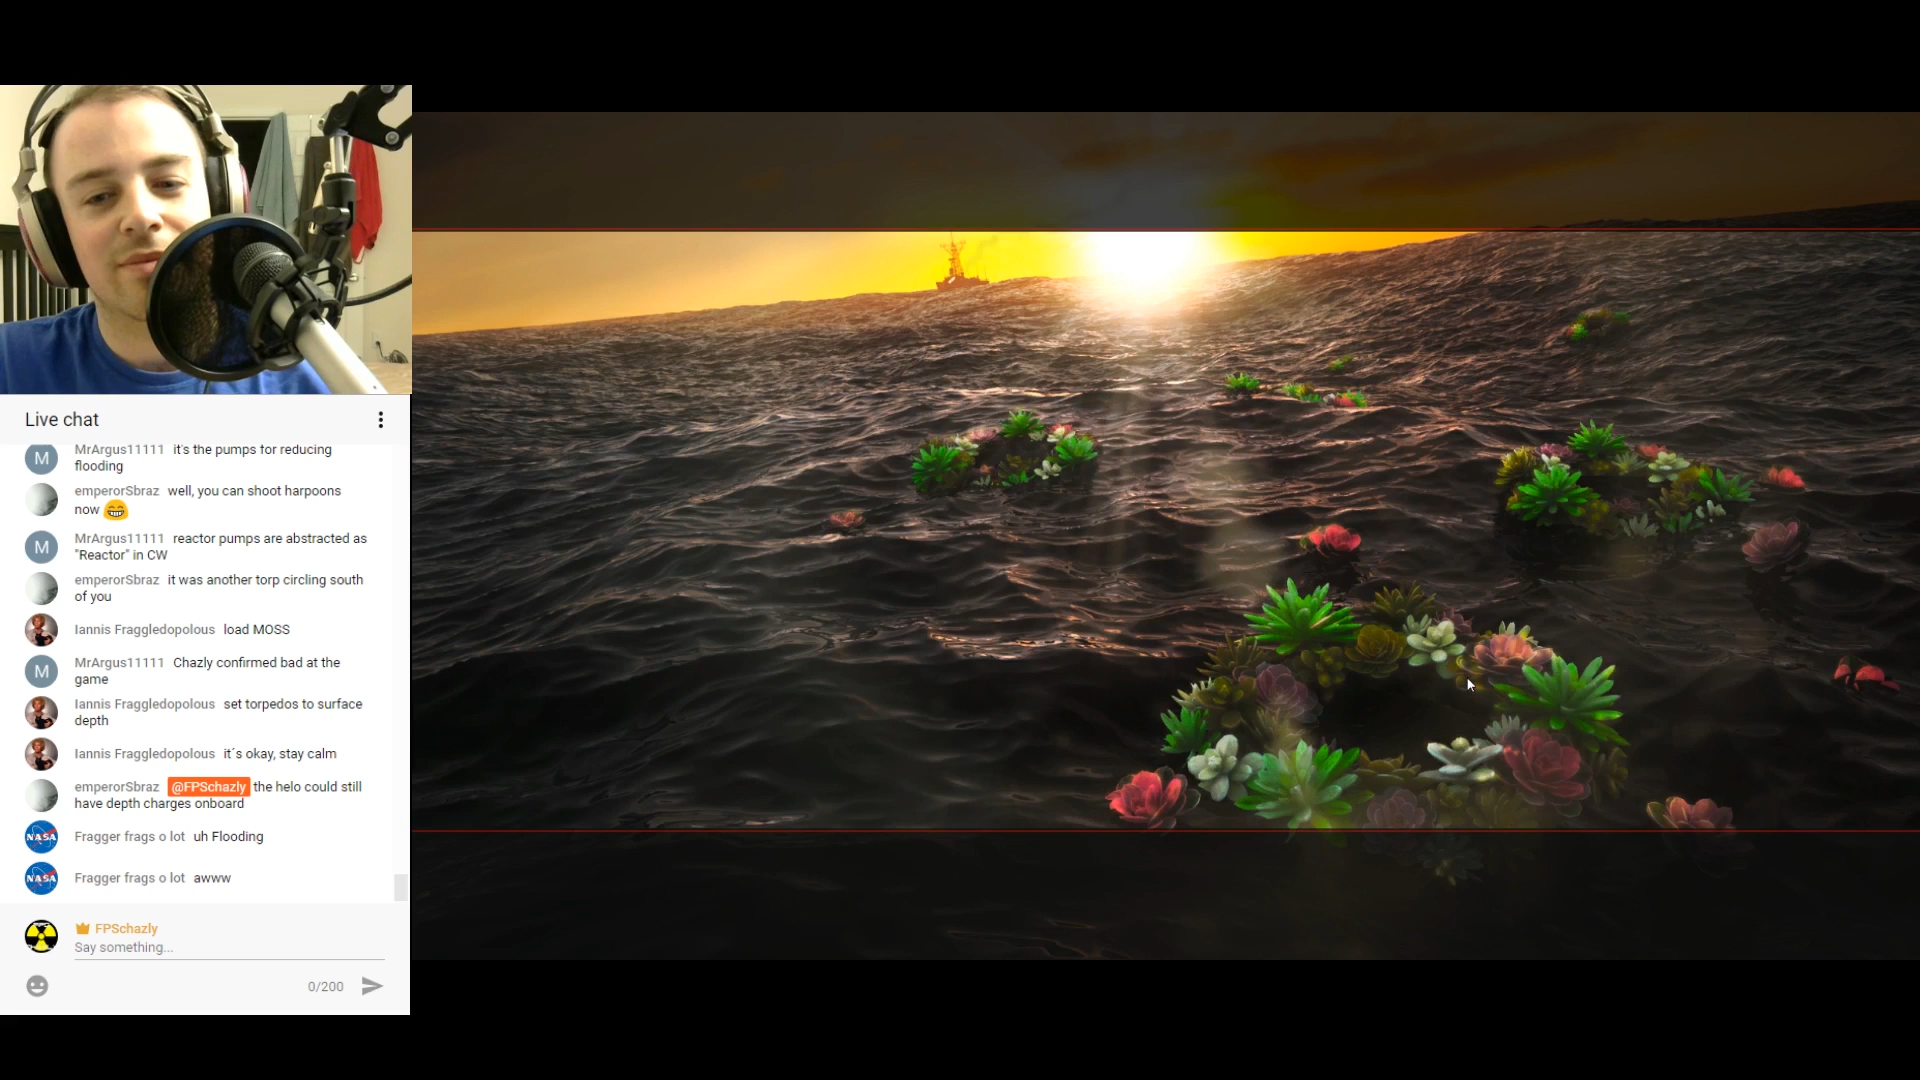 Live chat
MrArgus11111 it's the pumps for reducing
flooding
emperorSbraz well, you can shoot harpoons
now
MrArgus11111 reactor pumps are abstracted as
"Reactor" in CW
emperorSbraz it was another torp circling south
of you
Iannis Fraggledopolous load MOSS
MrArgus11111 Chazly confirmed bad at the
game
Iannis Fraggledopolous set torpedos to surface
depth
Iannis Fraggledopolous it´s okay, stay calm
emperorSbraz @FPSchazly the helo could still
have depth charges onboard
Fragger frags o lot uh Flooding
Fragger frags o lot awww
FPSchazly
Say something...
0/200
M
M
M
NASA
NASA